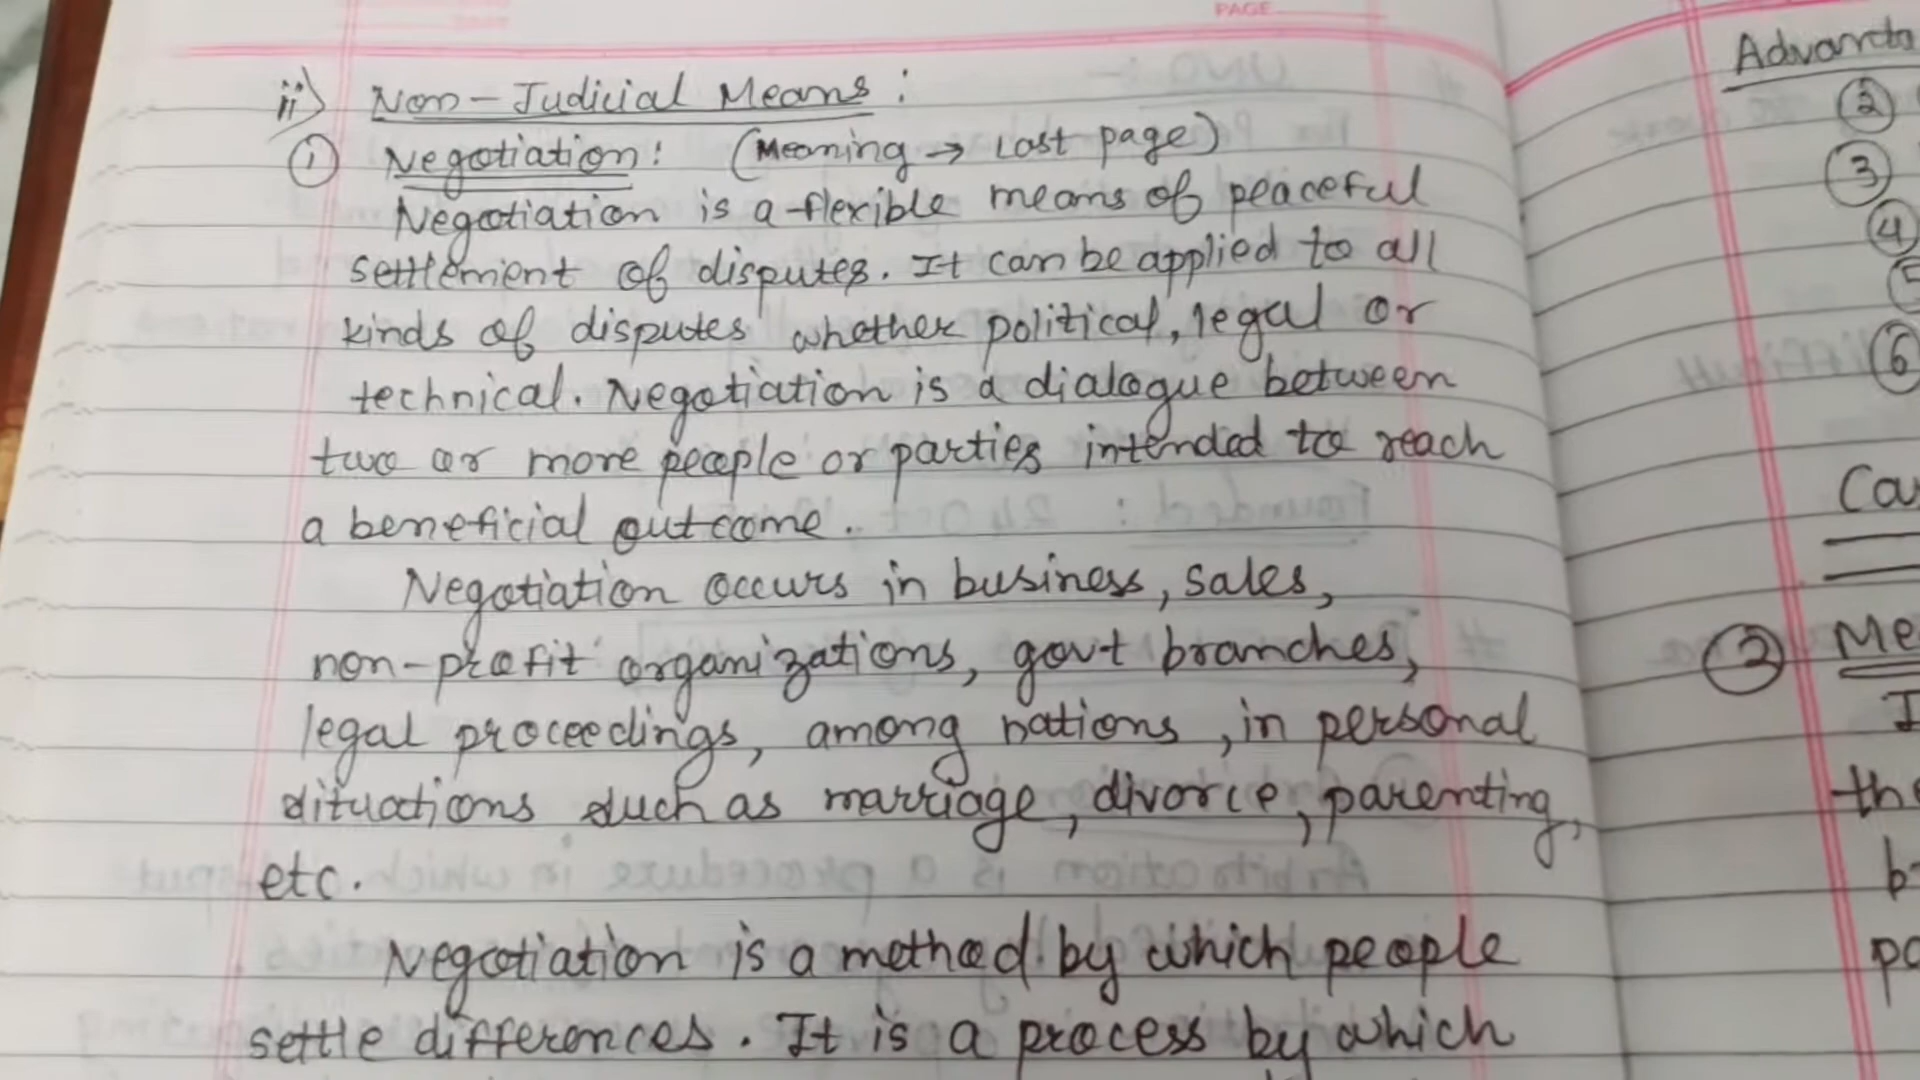 PAGE
ii) Non-Judicial Means:
① Negotiation: (Meaning → Last page)
Negotiation is a flexible means of peaceful
settlement of disputes. It can be applied to all
kinds of disputes whether political, legal or
technical. Negotiation is a dialogue between
two or more people or parties intended to reach
a beneficial outcome.
Negotiation occurs in business, sales,
non-profit organizations, govt branches,
legal proceedings, among nations, in personal
situations such as marriage, divorce, parenting,
etc.
Negotiation is a method by which people
settle differences. It is a process by which
②
③
④
⑥
② Me
I